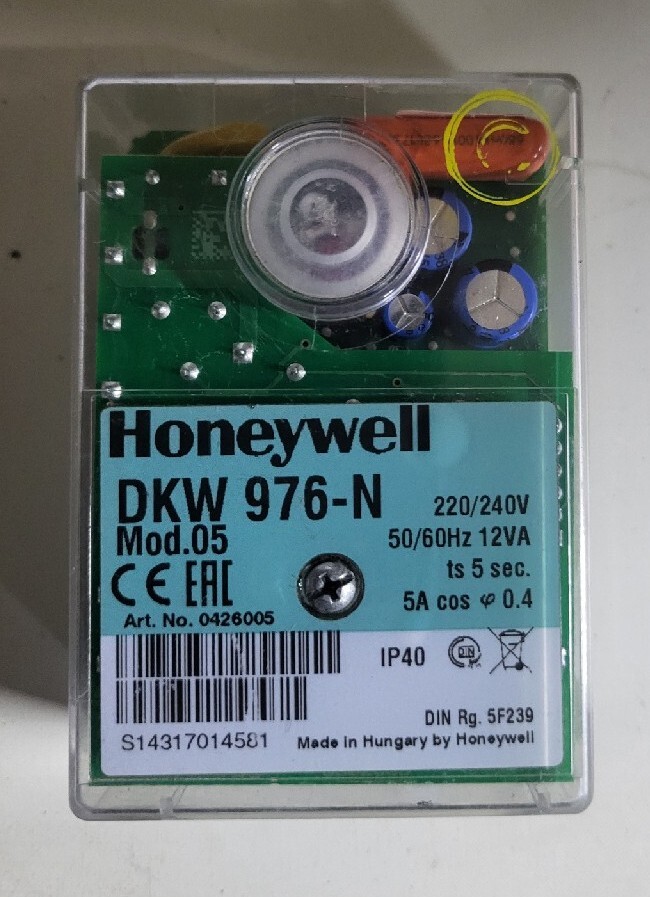 Honeywell
DKW 976-N
Mod.05
220/240V
50/60Hz 12VA
ts 5 sec.
5A cos φ 0.4
CE EAC
Art. No. 0426005
IP40
DIN
DIN Rg. 5F239
S14317014581 Made in Hungary by Honeywell